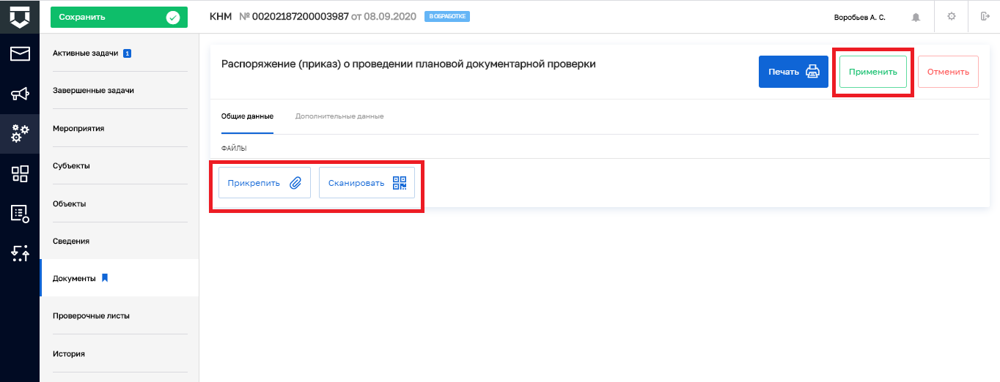 Сохранить
КНМ № 00202187200003987 от 08.09.2020 В ОБРАБОТКЕ
Воробьев А. С.
Активные задачи 1
Завершенные задачи
Мероприятия
Субъекты
Объекты
Сведения
Документы
Проверочные листы
История
Распоряжение (приказ) о проведении плановой документарной проверки
Печать
Применить
Отменить
Общие данные
Дополнительные данные
ФАЙЛЫ
Прикрепить
Сканировать